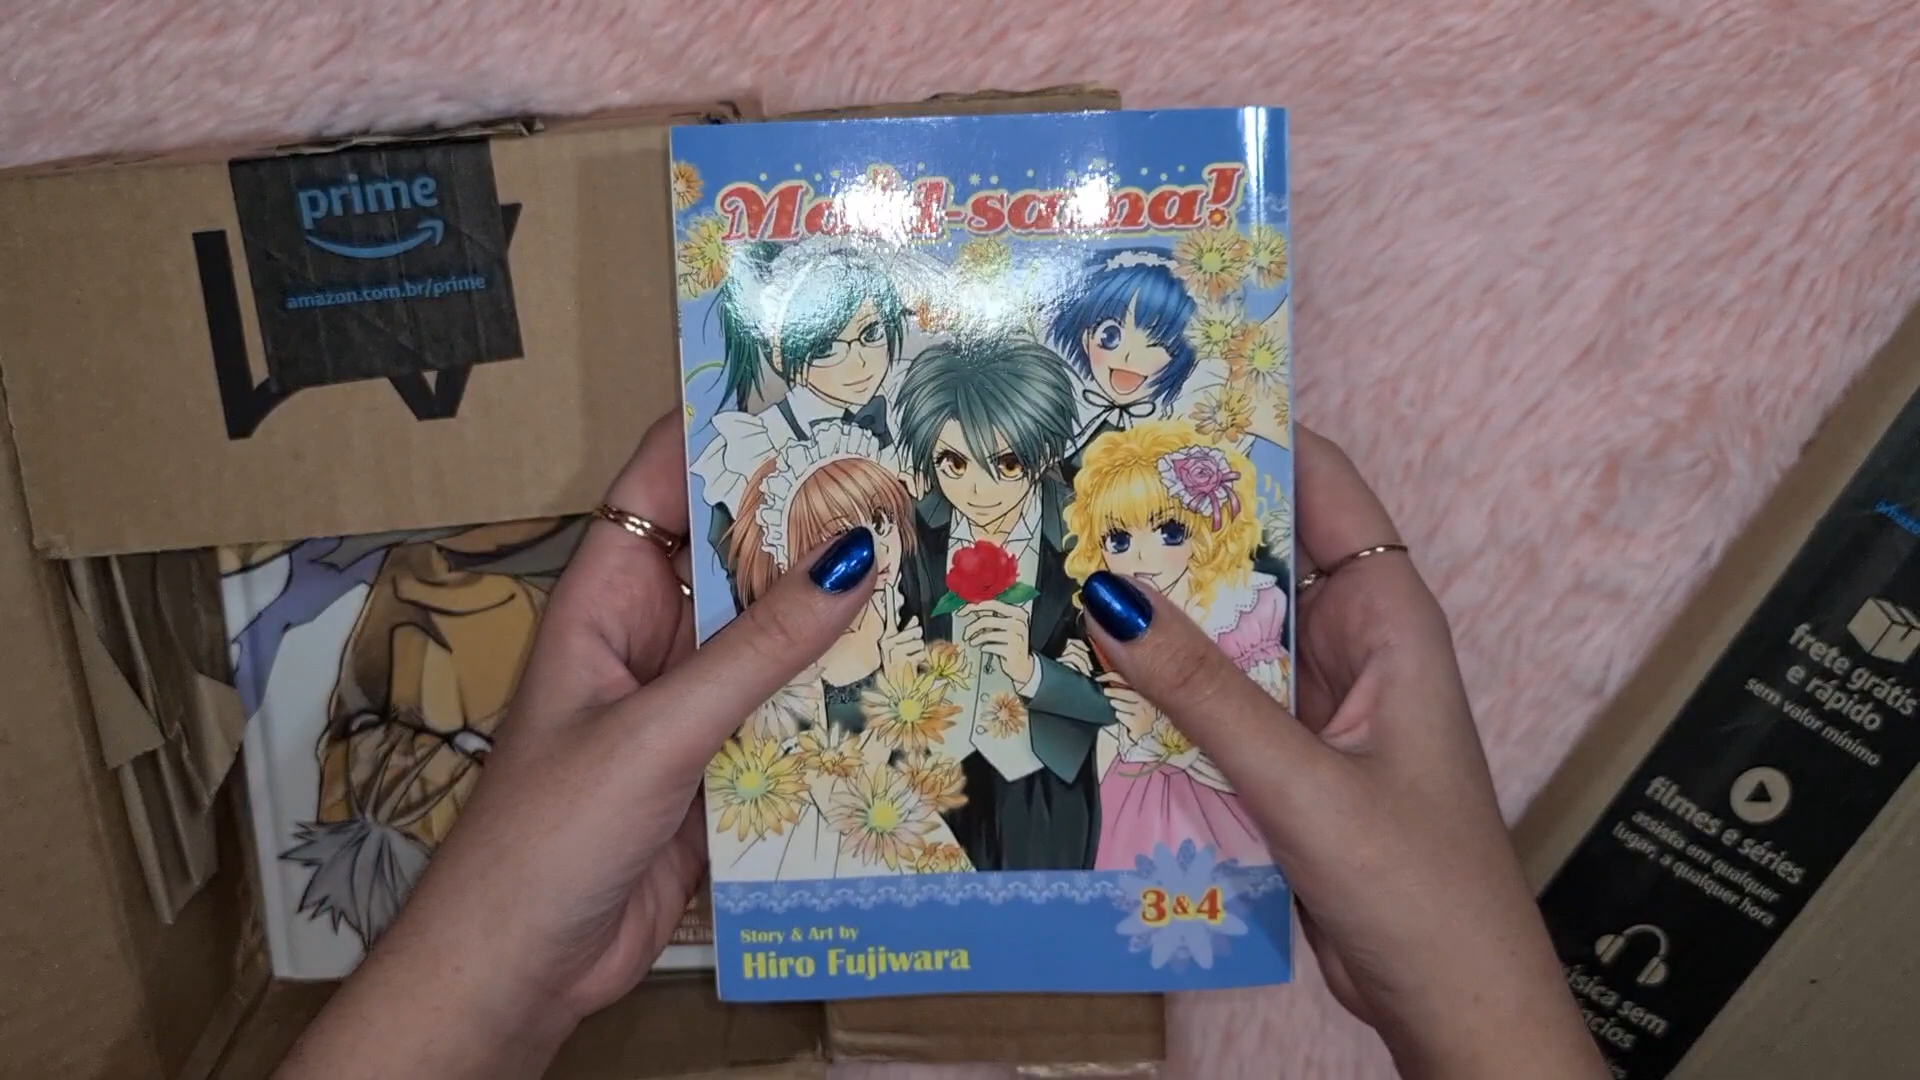 prime
amazon.com.br/prime
Maid-sama!
3 & 4
Story & Art by
Hiro Fujiwara
frete grátis
e rápido
sem valor mínimo
filmes e séries
assista em qualquer
lugar, a qualquer hora
sem